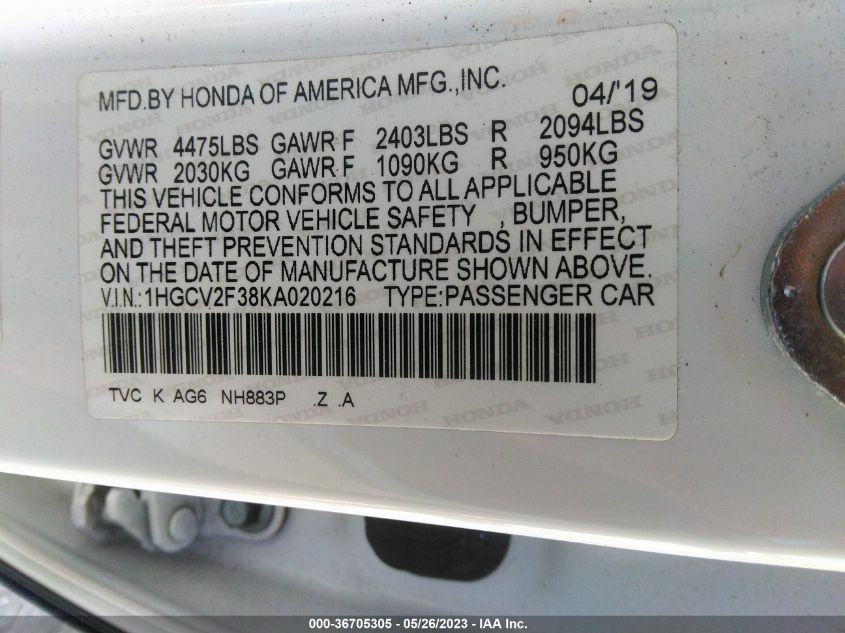 MFD.BY HONDA OF AMERICA MFG.,INC. 04/'19
GVWR 4475LBS GAWR F 2403LBS R 2094LBS
GVWR 2030KG GAWR F 1090KG R 950KG
THIS VEHICLE CONFORMS TO ALL APPLICABLE
FEDERAL MOTOR VEHICLE SAFETY , BUMPER,
AND THEFT PREVENTION STANDARDS IN EFFECT
ON THE DATE OF MANUFACTURE SHOWN ABOVE.
V.I.N.:1HGCV2F38KA020216 TYPE:PASSENGER CAR
TVC K AG6 NH883P .Z .A
000-36705305 - 05/26/2023 - IAA Inc.